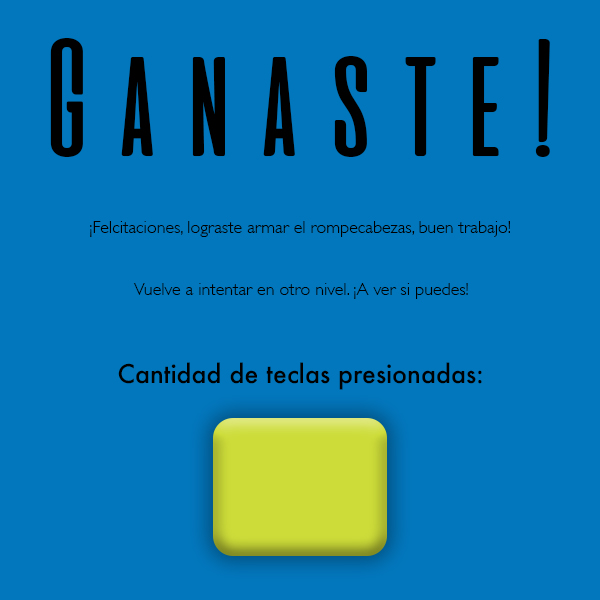 GANASTE!
¡Felcitaciones, lograste armar el rompecabezas, buen trabajo!
Vuelve a intentar en otro nivel. ¡A ver si puedes!
Cantidad de teclas presionadas: